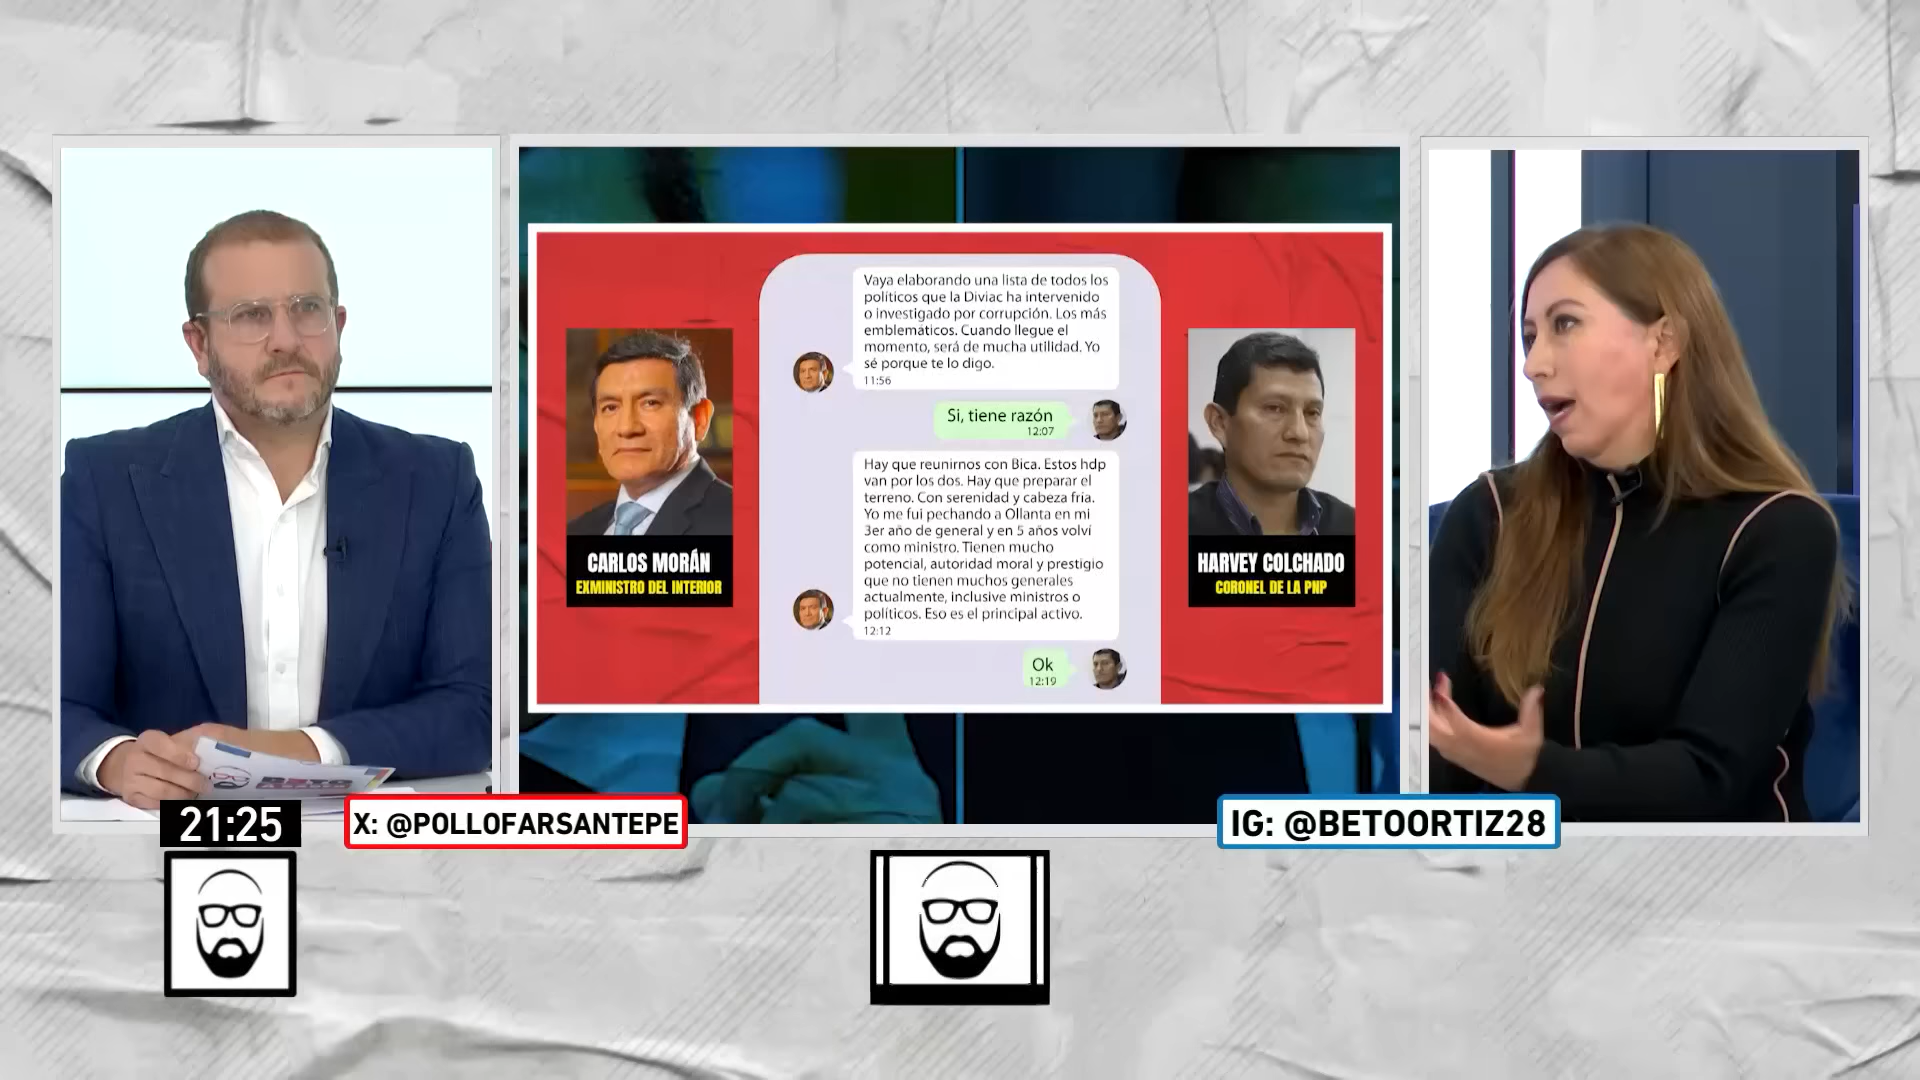 Vaya elaborando una lista de todos los
políticos que la Diviac ha intervenido
o investigado por corrupción. Los más
emblemáticos. Cuando llegue el
momento, será de mucha utilidad. Yo
sé porque te lo digo.
11:56
Si, tiene razón
12:07
Hay que reunirnos con Bica. Estos hdp
van por los dos. Hay que preparar el
terreno. Con serenidad y cabeza fría.
Yo me fui pechando a Ollanta en mi
3er año de general y en 5 años volví
como ministro. Tienen mucho
potencial, autoridad moral y prestigio
que no tienen muchos generales
actualmente, inclusive ministros o
políticos. Eso es el principal activo.
12:12
Ok
12:19
CARLOS MORÁN
EXMINISTRO DEL INTERIOR
HARVEY COLCHADO
CORONEL DE LA PNP
21:25
X: @POLLOFARSANTEPE
IG: @BETOORTIZ28